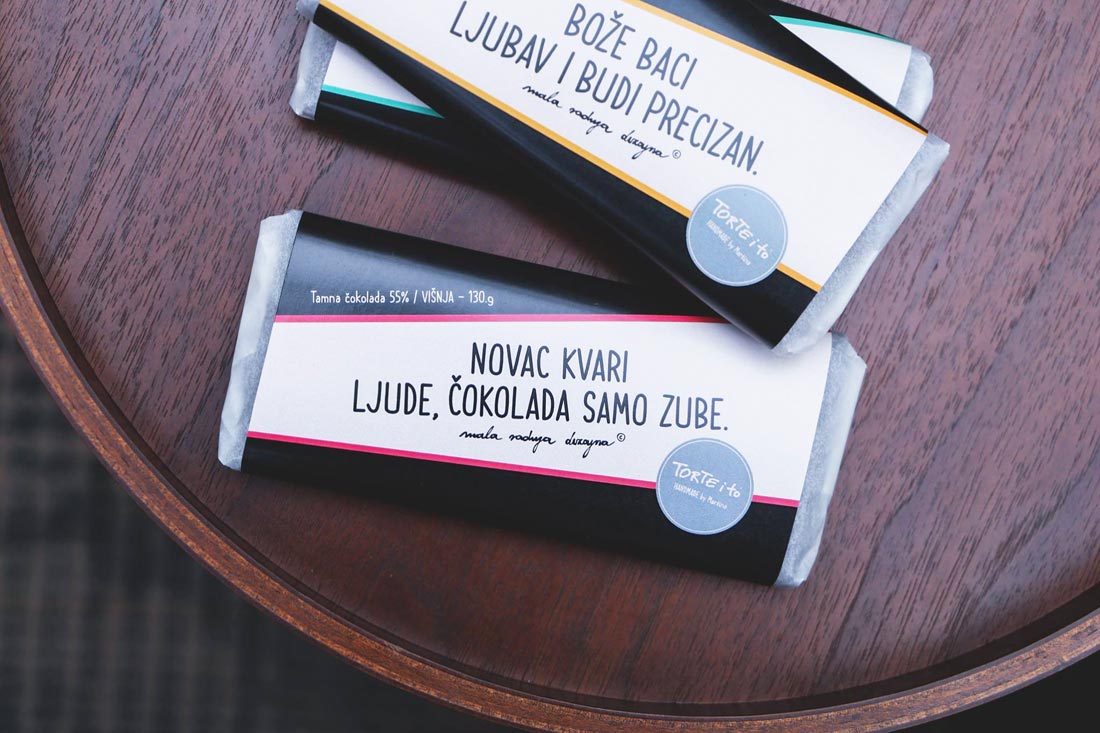 BOŽE BACI
LJUBAV I BUDI PRECIZAN.
mala radnja dizajna ©
TORTE i to
HANDMADE by Martina
Tamna čokolada 55% / VIŠNJA – 130.g
NOVAC KVARI
LJUDE, ČOKOLADA SAMO ZUBE.
mala radnja dizajna ©
TORTE i to
HANDMADE by Martina